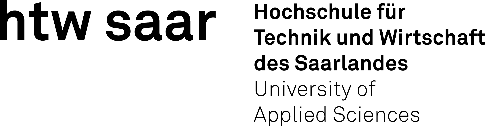 htw saar
Hochschule für
Technik und Wirtschaft
des Saarlandes
University of
Applied Sciences